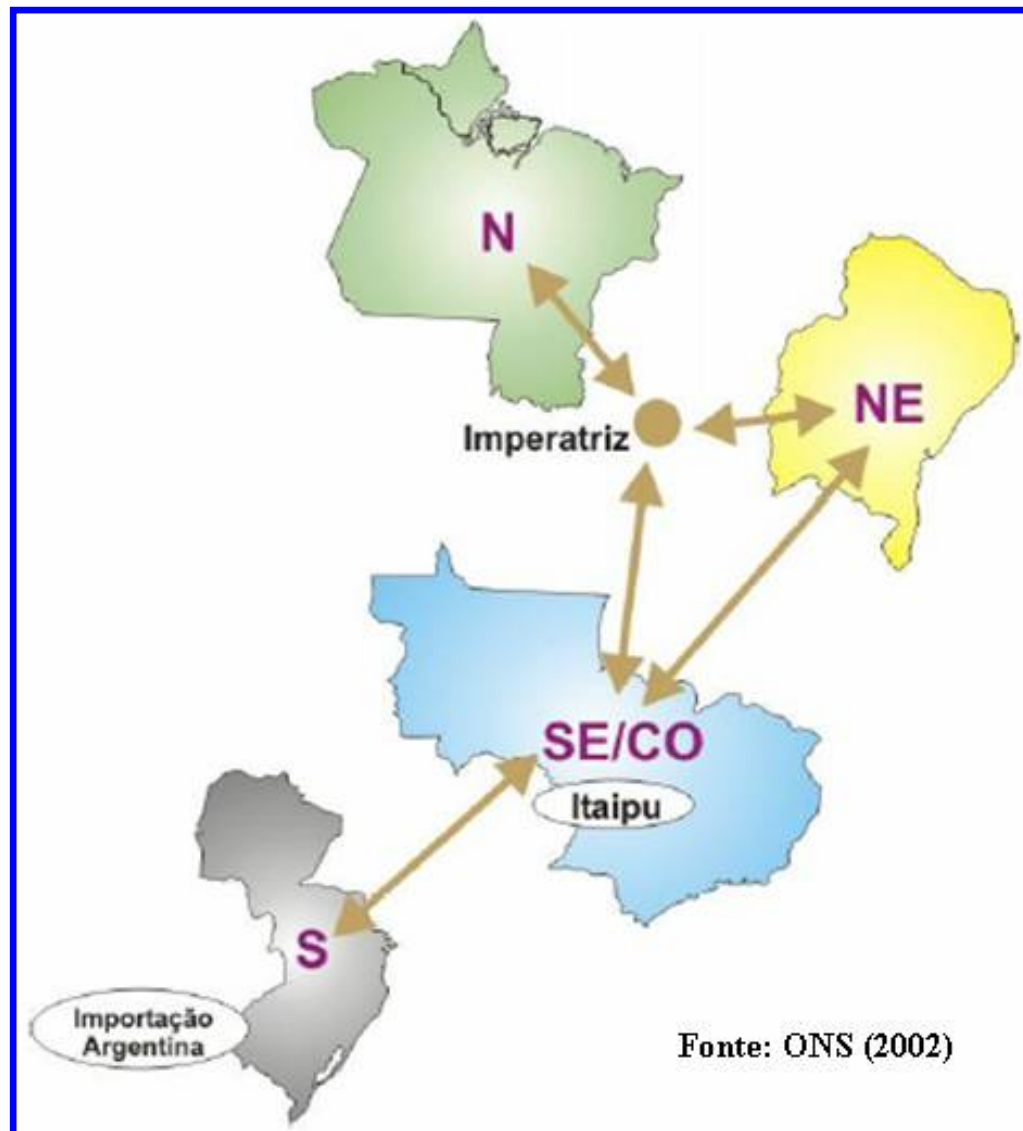 N
NE
Imperatriz
SE/CO
Itaipu
S
Importação
Argentina
Fonte: ONS (2002)